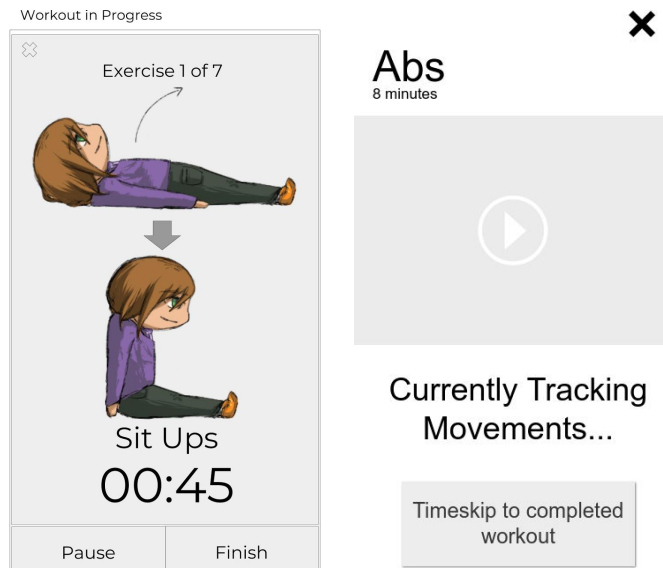 Workout in Progress
Exercise 1 of 7
Sit Ups
00:45
Pause
Finish
Abs
8 minutes
Currently Tracking
Movements...
Timeskip to completed
workout